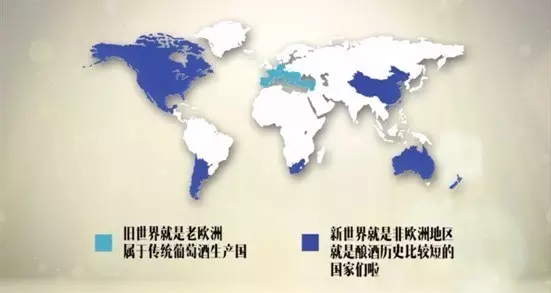 旧世界就是老欧洲
属于传统葡萄酒生产国
新世界就是非欧洲地区
就是酿酒历史比较短的
国家们啦